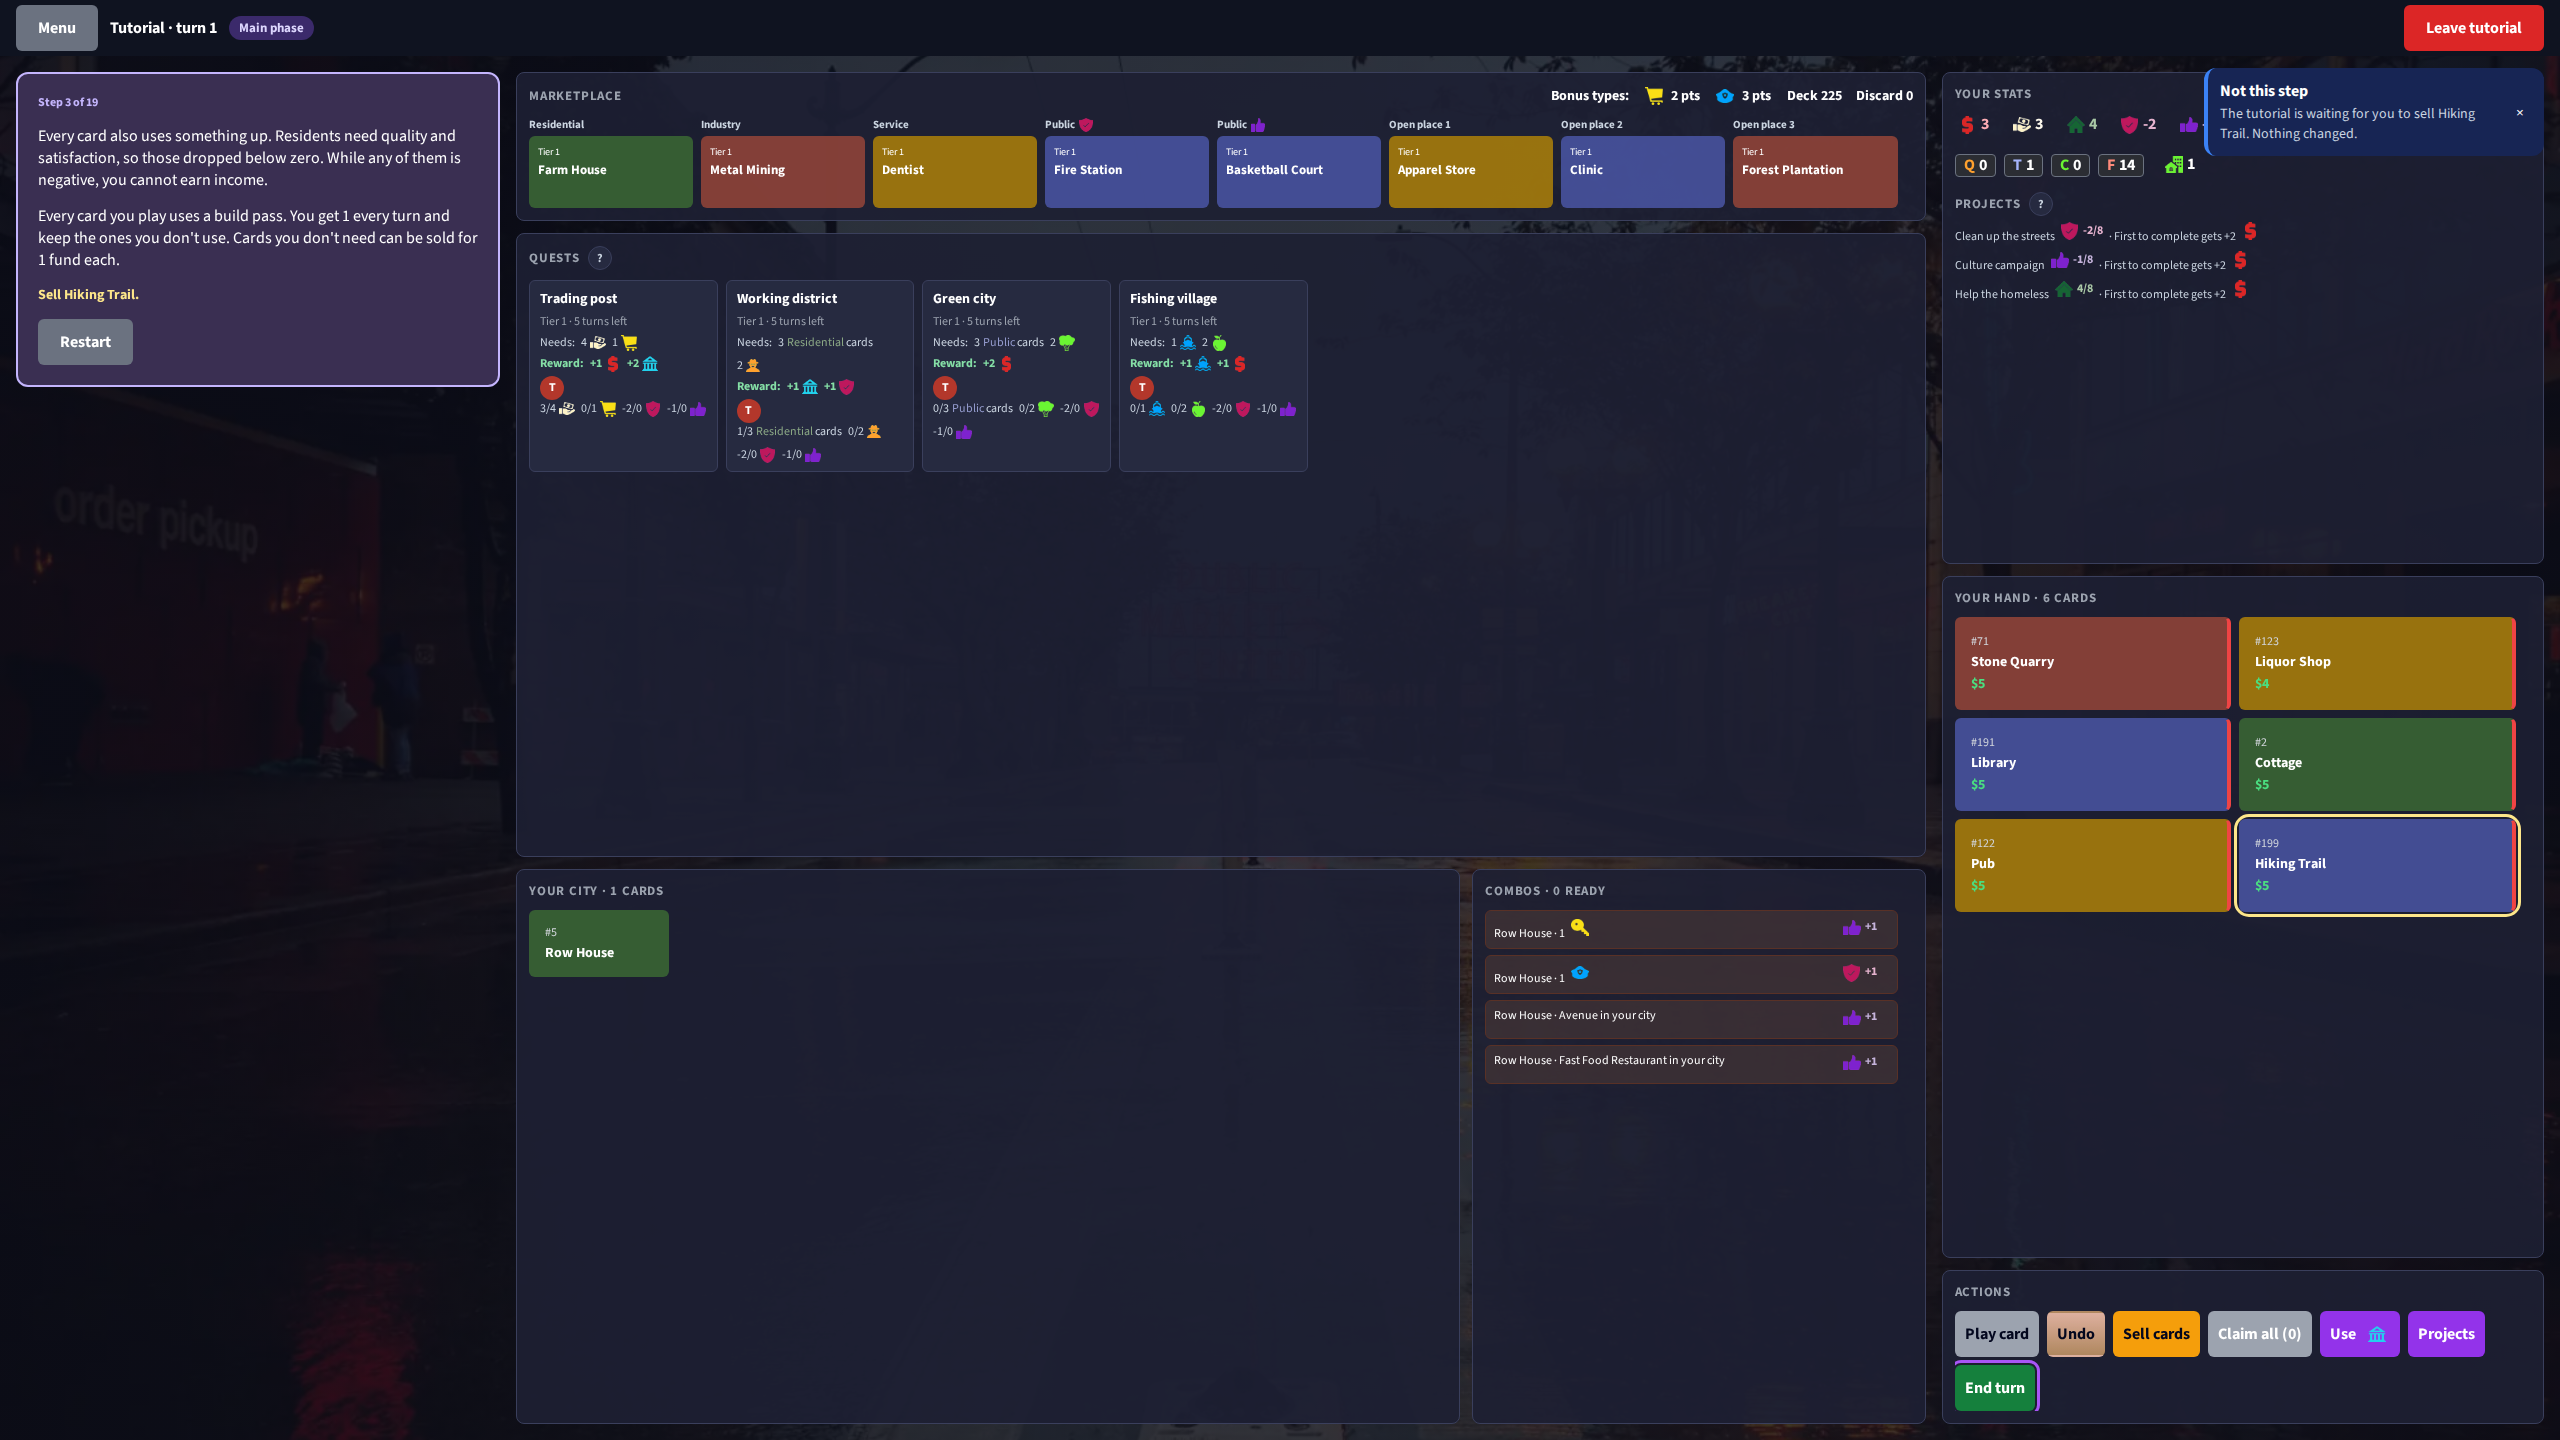 Menu
Tutorial · turn 1
Main phase
Leave tutorial
Step 3 of 19
Every card also uses something up. Residents need quality and
satisfaction, so those dropped below zero. While any of them is
negative, you cannot earn income.
Every card you play uses a build pass. You get 1 every turn and
keep the ones you don't use. Cards you don't need can be sold for
1 fund each.
Sell Hiking Trail.
Restart
order pickup
MARKETPLACE
Bonus types: 2 pts 3 pts Deck 225 Discard 0
Residential
Tier 1
Farm House
Industry
Tier 1
Metal Mining
Service
Tier 1
Dentist
Public
Tier 1
Fire Station
Public
Tier 1
Basketball Court
Open place 1
Tier 1
Apparel Store
Open place 2
Tier 1
Clinic
Open place 3
Tier 1
Forest Plantation
QUESTS ?
Trading post
Tier 1 · 5 turns left
Needs: 4 1
Reward: +1 +2
T
3/4 0/1 -2/0 -1/0
Working district
Tier 1 · 5 turns left
Needs: 3 Residential cards
2
Reward: +1 +1
T
1/3 Residential cards 0/2
-2/0 -1/0
Green city
Tier 1 · 5 turns left
Needs: 3 Public cards 2
Reward: +2
T
0/3 Public cards 0/2 -2/0
-1/0
Fishing village
Tier 1 · 5 turns left
Needs: 1 2
Reward: +1 +1
T
0/1 0/2 -2/0 -1/0
YOUR CITY · 1 CARDS
#5
Row House
COMBOS · 0 READY
Row House · 1 +1
Row House · 1 +1
Row House · Avenue in your city +1
Row House · Fast Food Restaurant in your city +1
YOUR STATS
3 3 4 -2
Q 0 T 1 C 0 F 14 1
Not this step
The tutorial is waiting for you to sell Hiking
Trail. Nothing changed.
×
PROJECTS ?
Clean up the streets -2/8 · First to complete gets +2
Culture campaign -1/8 · First to complete gets +2
Help the homeless 4/8 · First to complete gets +2
YOUR HAND · 6 CARDS
#71
Stone Quarry
$5
#123
Liquor Shop
$4
#191
Library
$5
#2
Cottage
$5
#122
Pub
$5
#199
Hiking Trail
$5
ACTIONS
Play card
Undo
Sell cards
Claim all (0)
Use
Projects
End turn